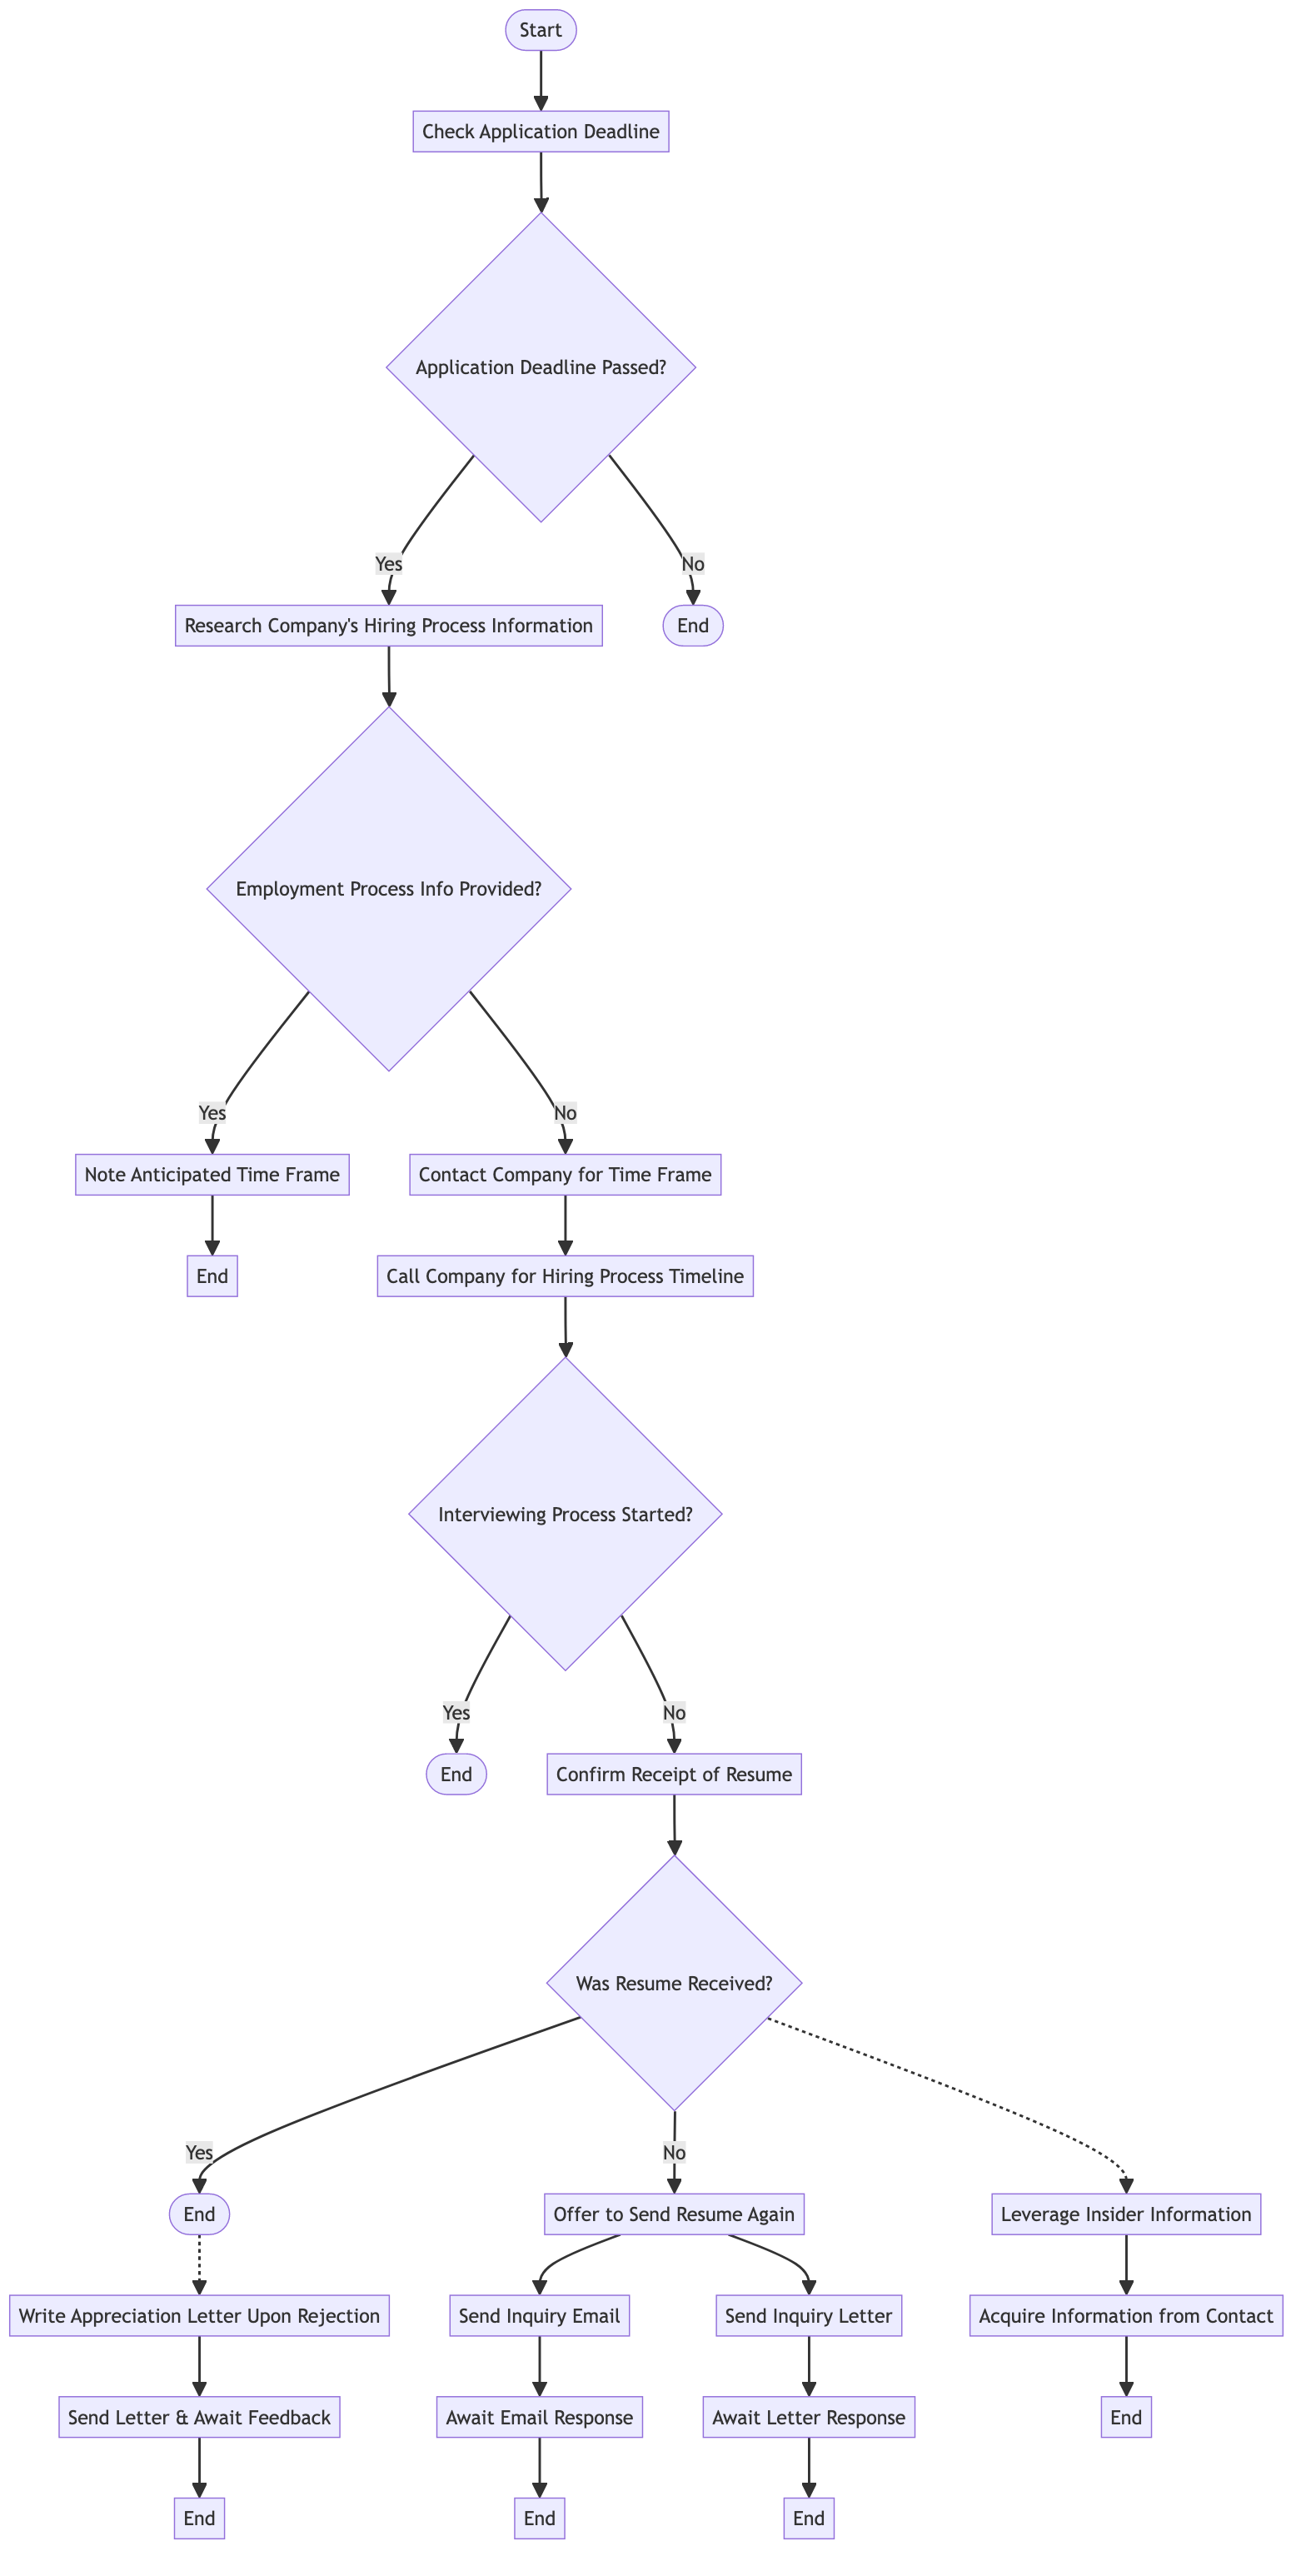 Start
Check Application Deadline
Application Deadline Passed?
Yes
No
Research Company's Hiring Process Information
End
Employment Process Info Provided?
Yes
No
Note Anticipated Time Frame
Contact Company for Time Frame
End
Call Company for Hiring Process Timeline
Interviewing Process Started?
Yes
No
End
Confirm Receipt of Resume
Was Resume Received?
Yes
No
End
Offer to Send Resume Again
Leverage Insider Information
Write Appreciation Letter Upon Rejection
Send Inquiry Email
Send Inquiry Letter
Acquire Information from Contact
Send Letter & Await Feedback
Await Email Response
Await Letter Response
End
End
End
End